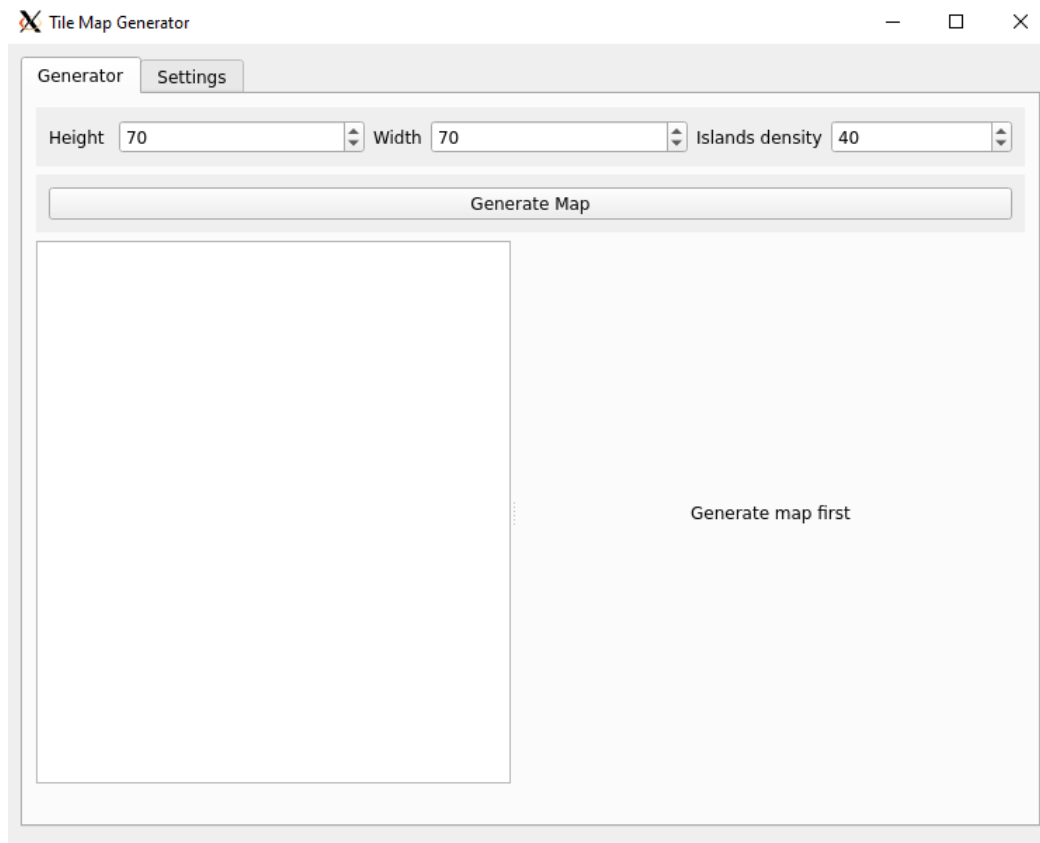 Tile Map Generator
Generator Settings
Height 70 Width 70 Islands density 40
Generate Map
Generate map first